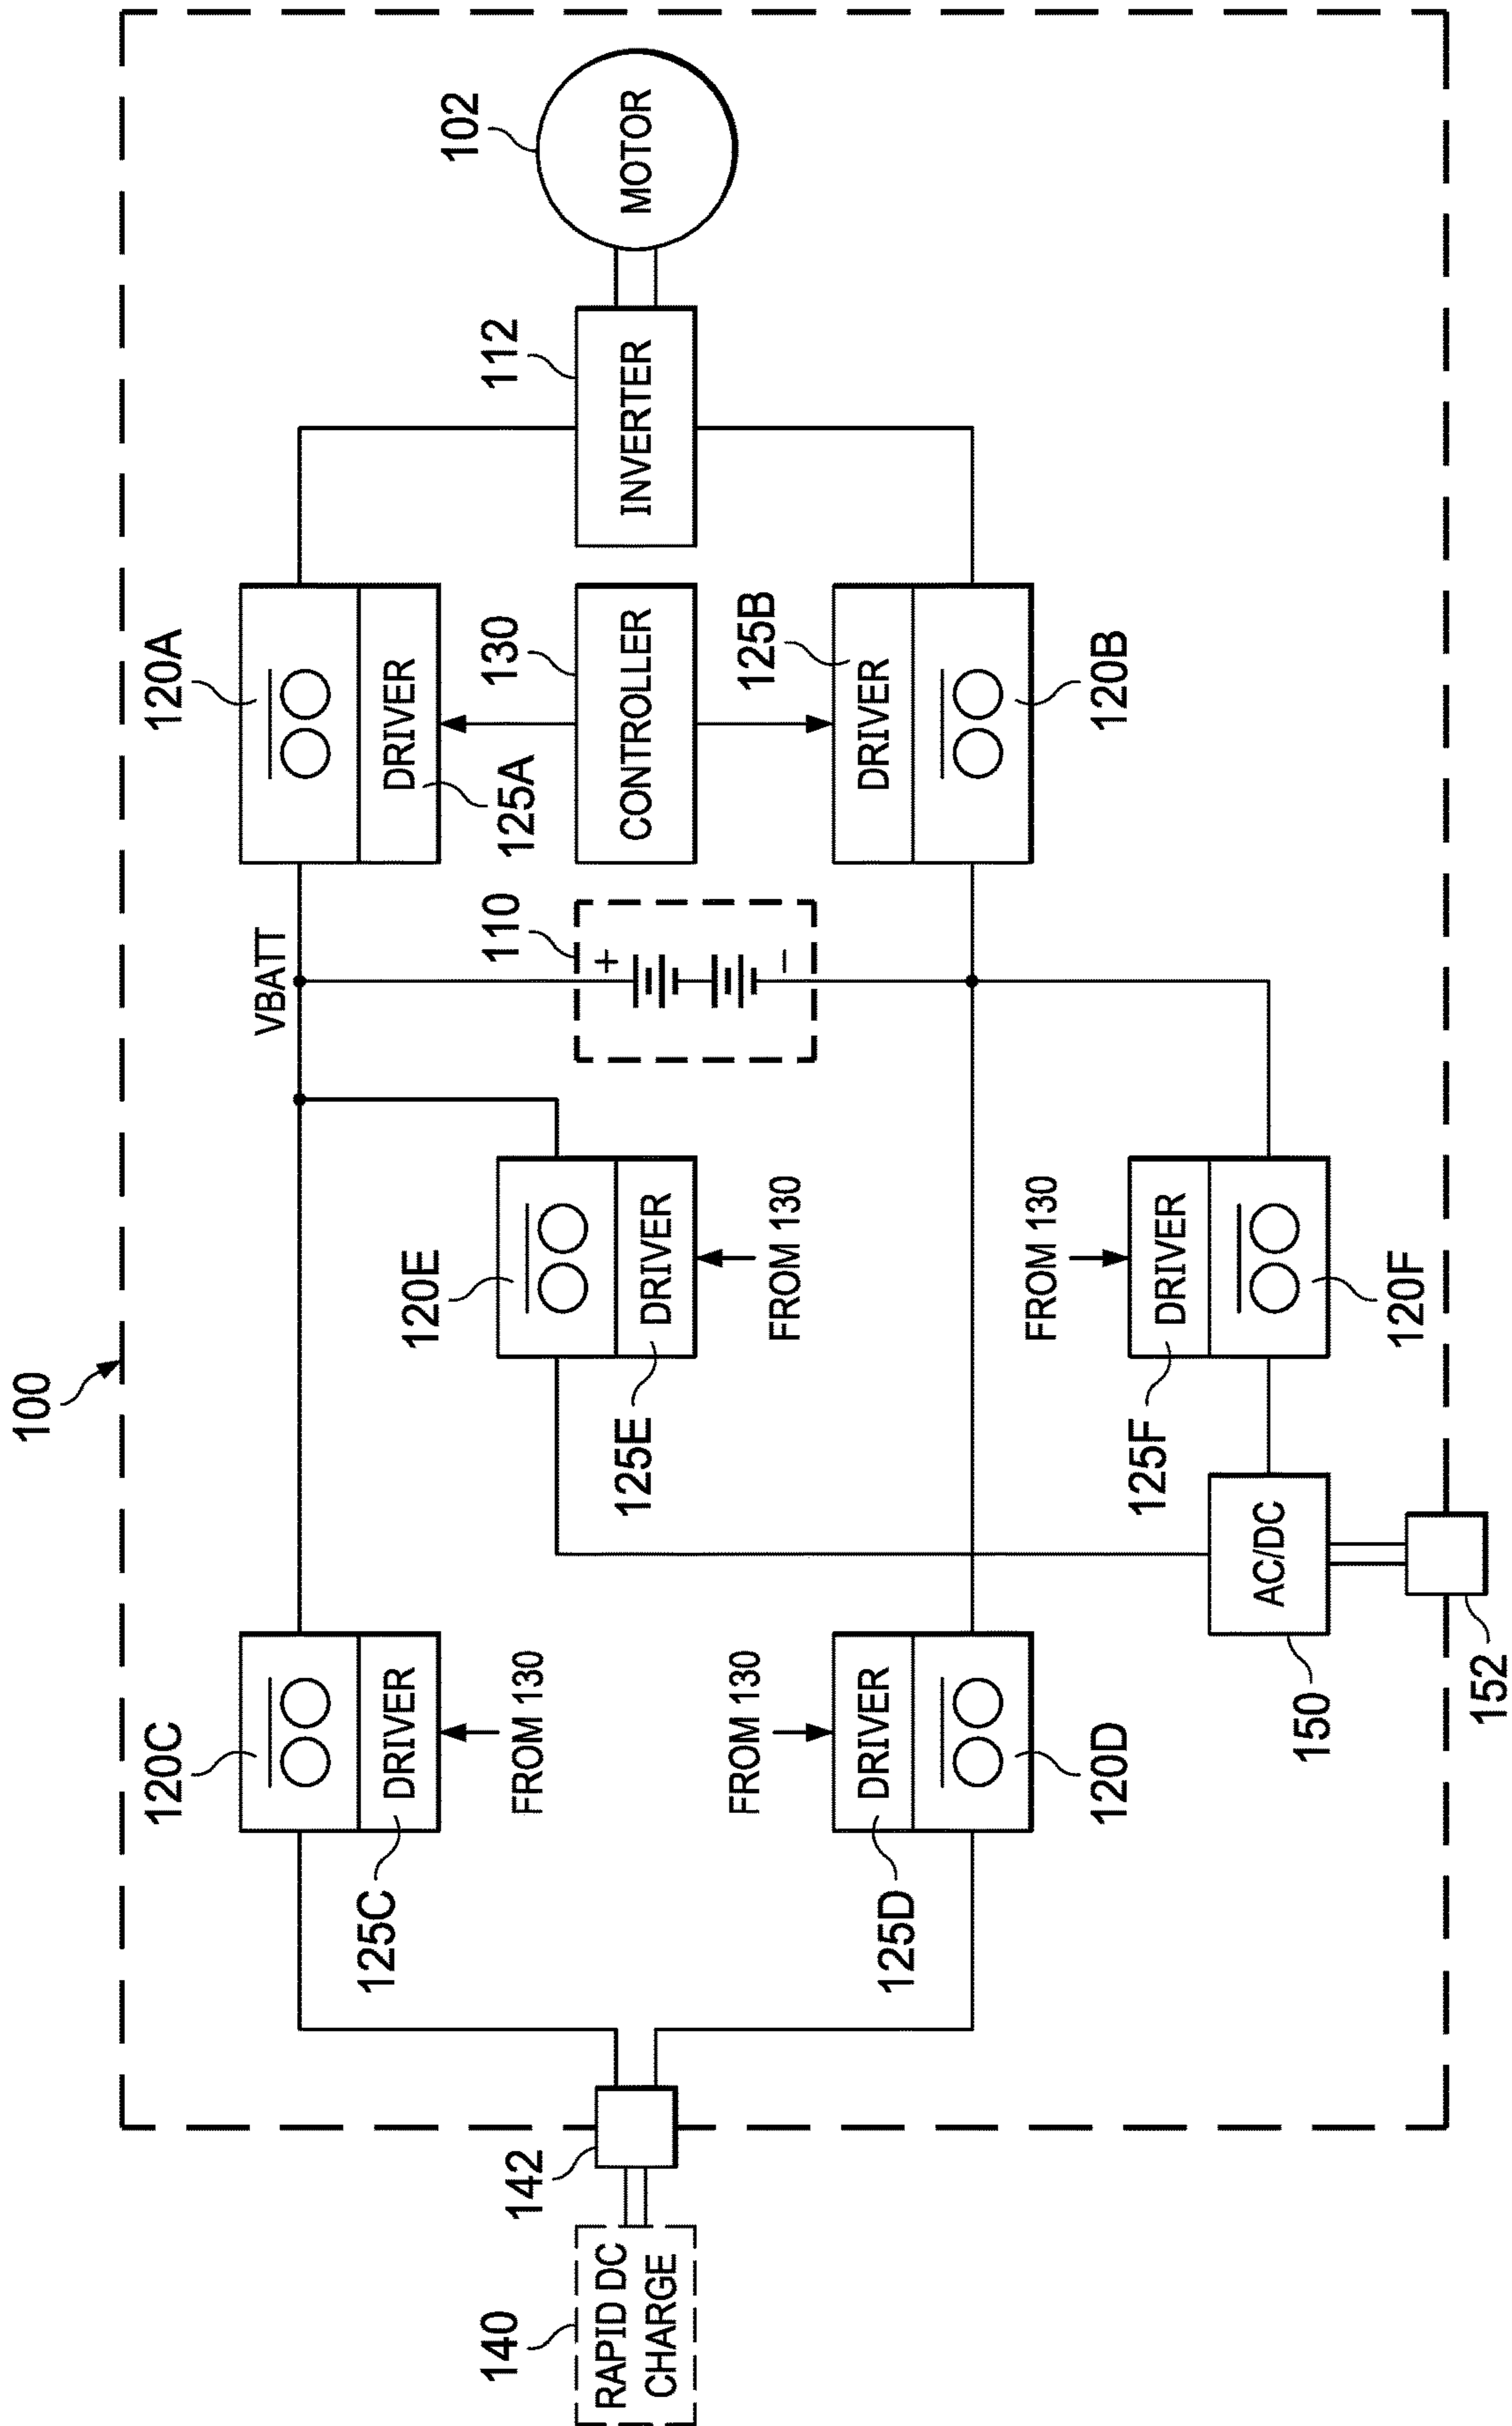 100
120C
DRIVER
125C
FROM 130
120E
DRIVER
125E
FROM 130
VBATT
120A
DRIVER
125A
140
RAPID DC
CHARGE
142
110
+
−
130
CONTROLLER
112
INVERTER
102
MOTOR
FROM 130
DRIVER
125D
120D
125B
DRIVER
120B
FROM 130
DRIVER
125F
120F
AC/DC
150
152